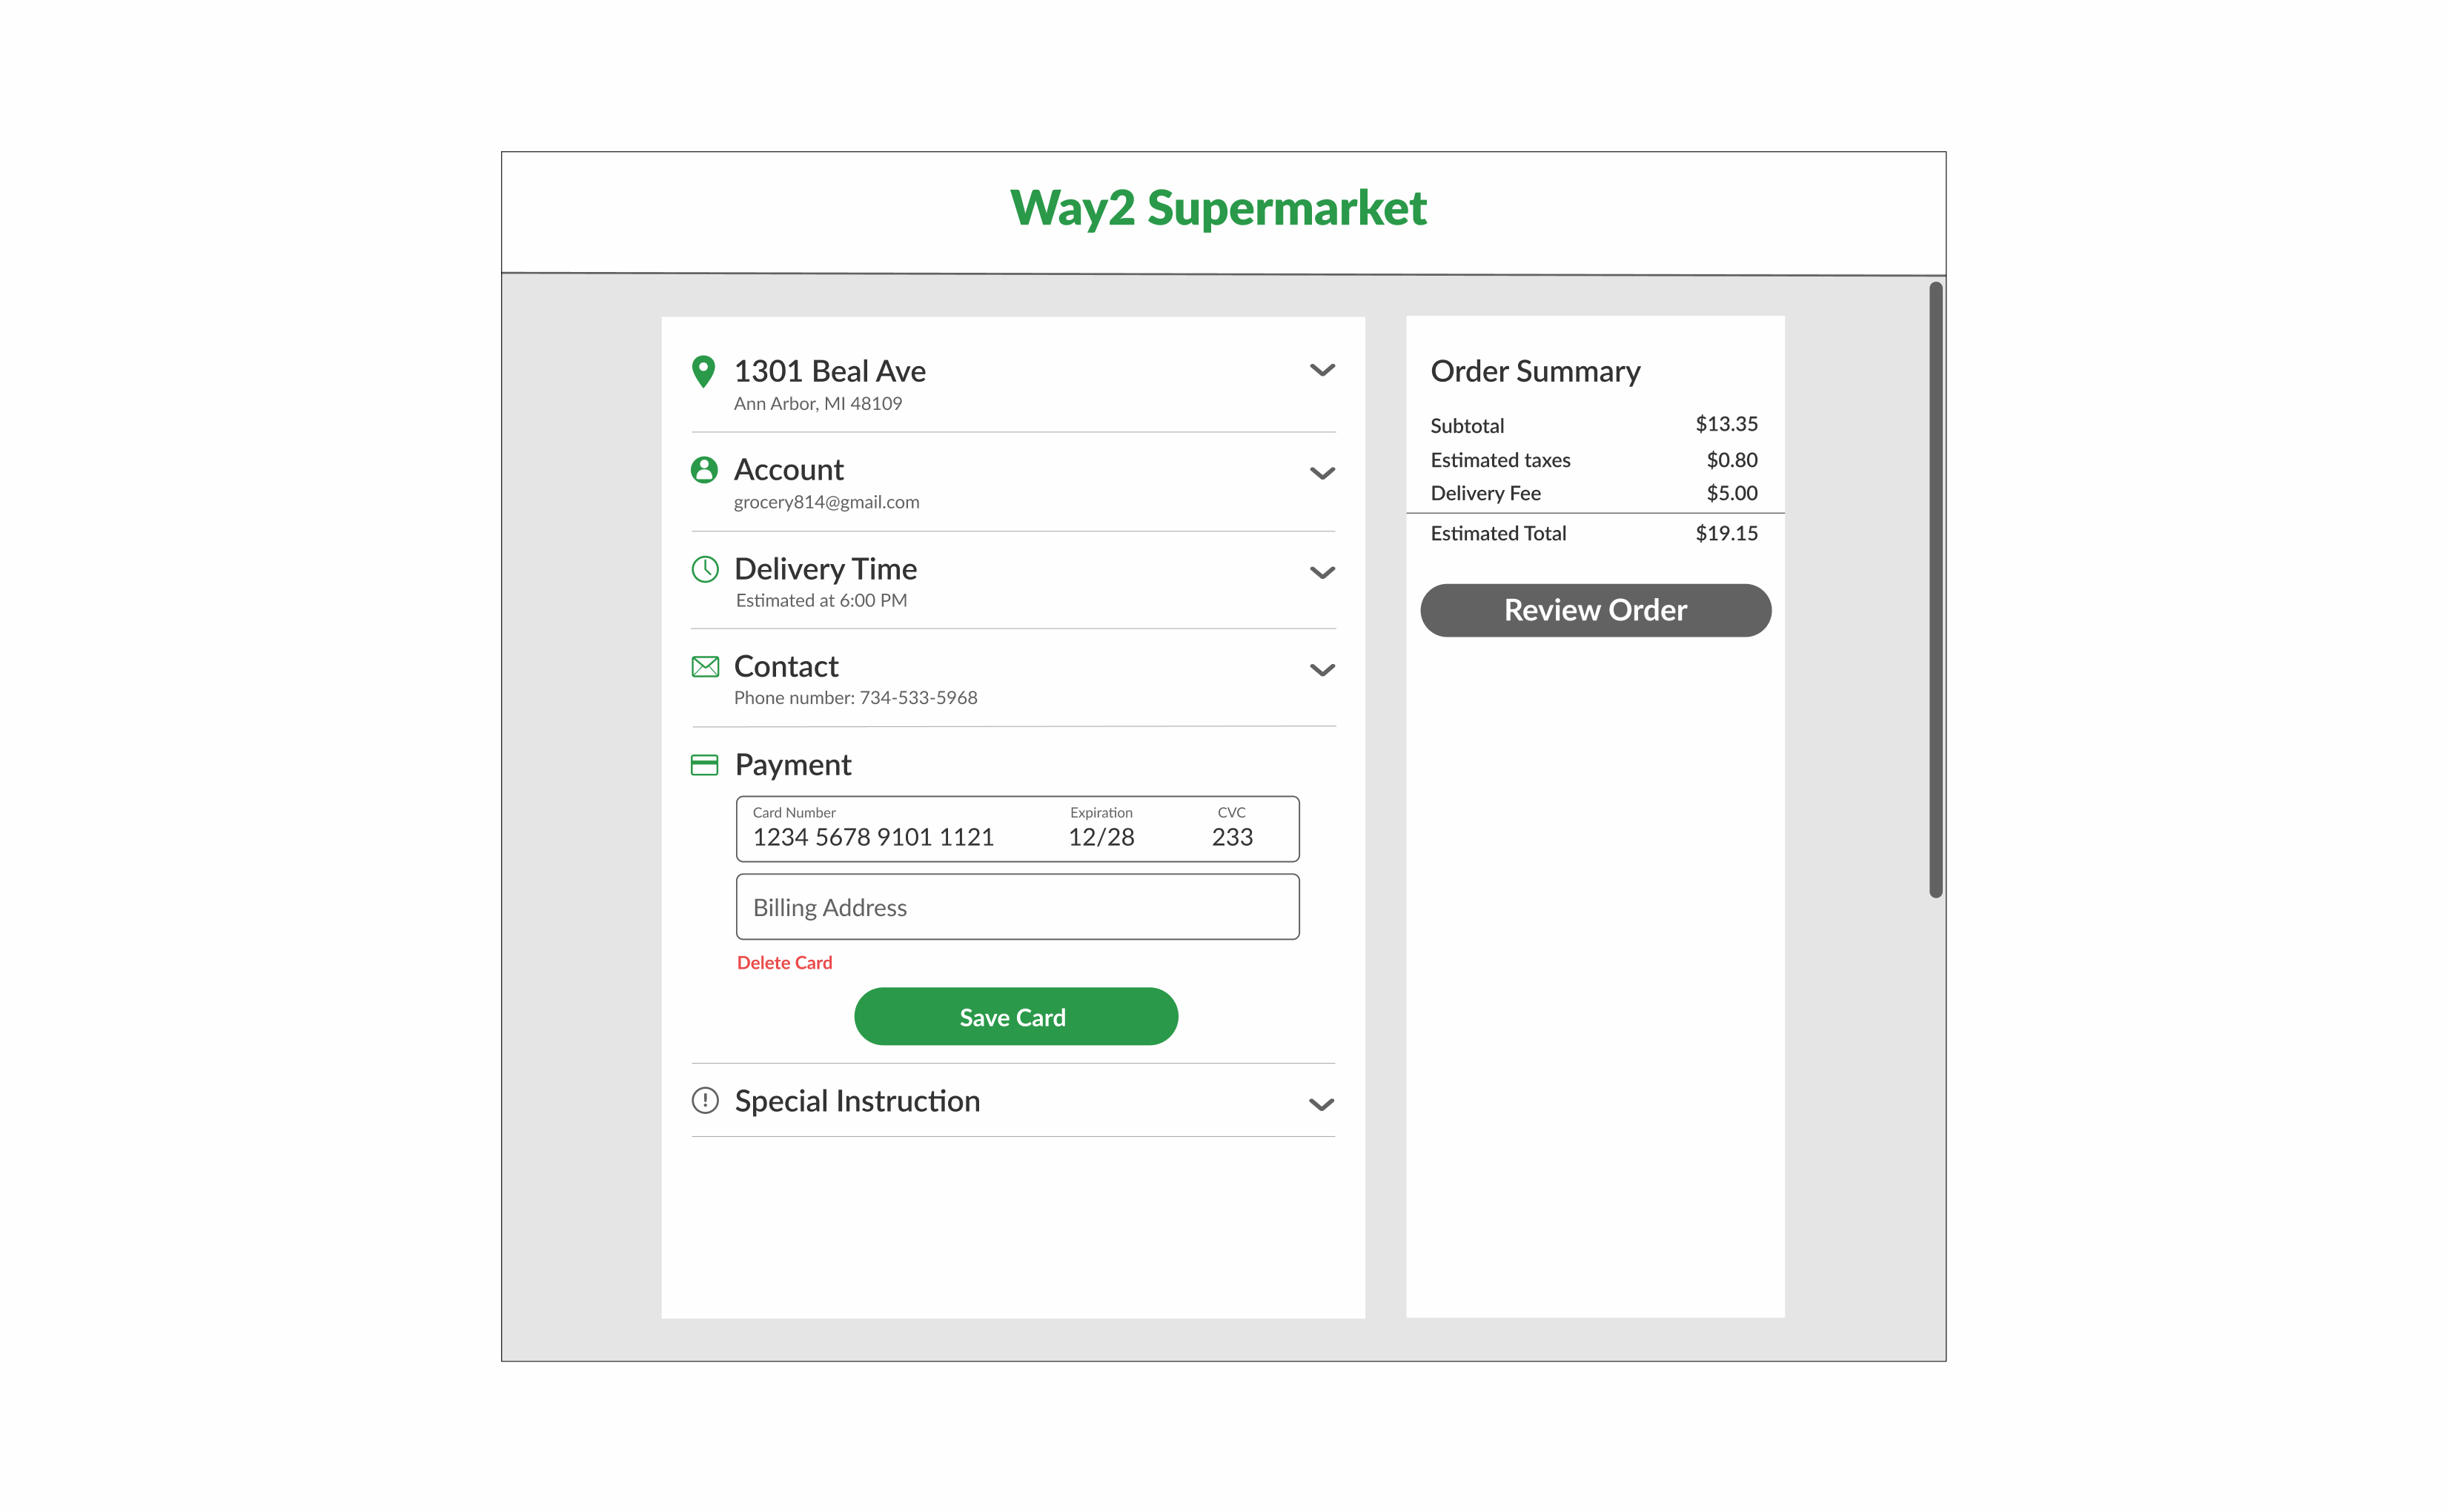 Way2 Supermarket
1301 Beal Ave
Ann Arbor, MI 48109
Account
grocery814@gmail.com
Delivery Time
Estimated at 6:00 PM
Contact
Phone number: 734-533-5968
Payment
Card Number Expiration CVC
1234 5678 9101 1121 12/28 233
Billing Address
Delete Card
Save Card
Special Instruction
Order Summary
Subtotal $13.35
Estimated taxes $0.80
Delivery Fee $5.00
Estimated Total $19.15
Review Order